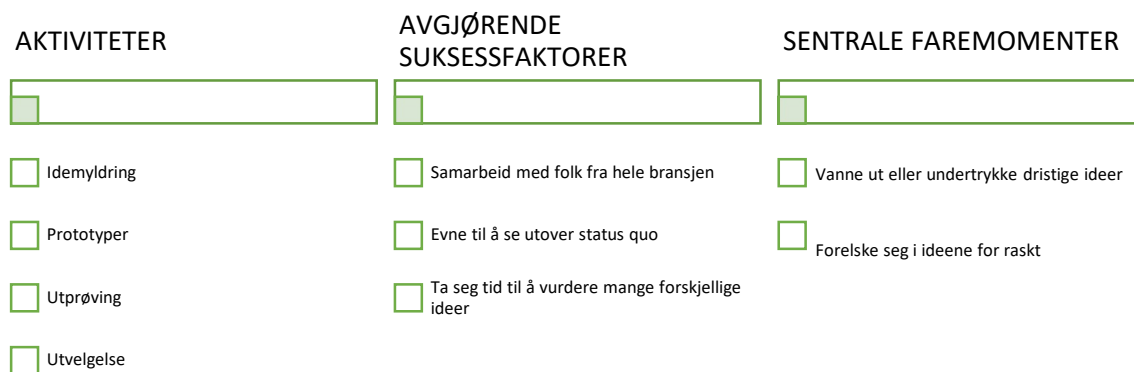 AKTIVITETER
Idemyldring
Prototyper
Utprøving
Utvelgelse
AVGJØRENDE
SUKSESSFAKTORER
Samarbeid med folk fra hele bransjen
Evne til å se utover status quo
Ta seg tid til å vurdere mange forskjellige
ideer
SENTRALE FAREMOMENTER
Vanne ut eller undertrykke dristige ideer
Forelske seg i ideene for raskt